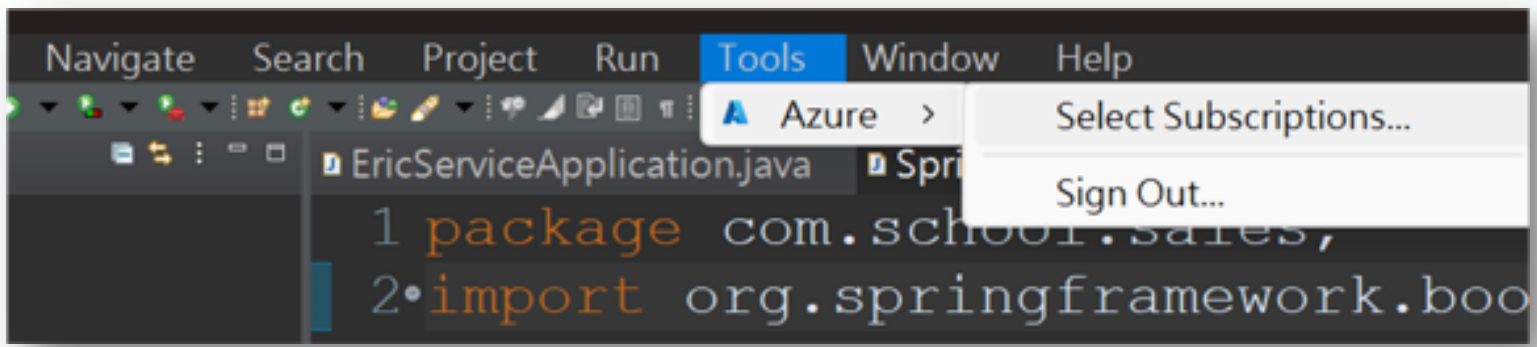 Navigate Search Project Run Tools Window Help
Azure > Select Subscriptions...
EricServiceApplication.java Spri
Sign Out...
1 package com.school.sales;
2 import org.springframework.boo